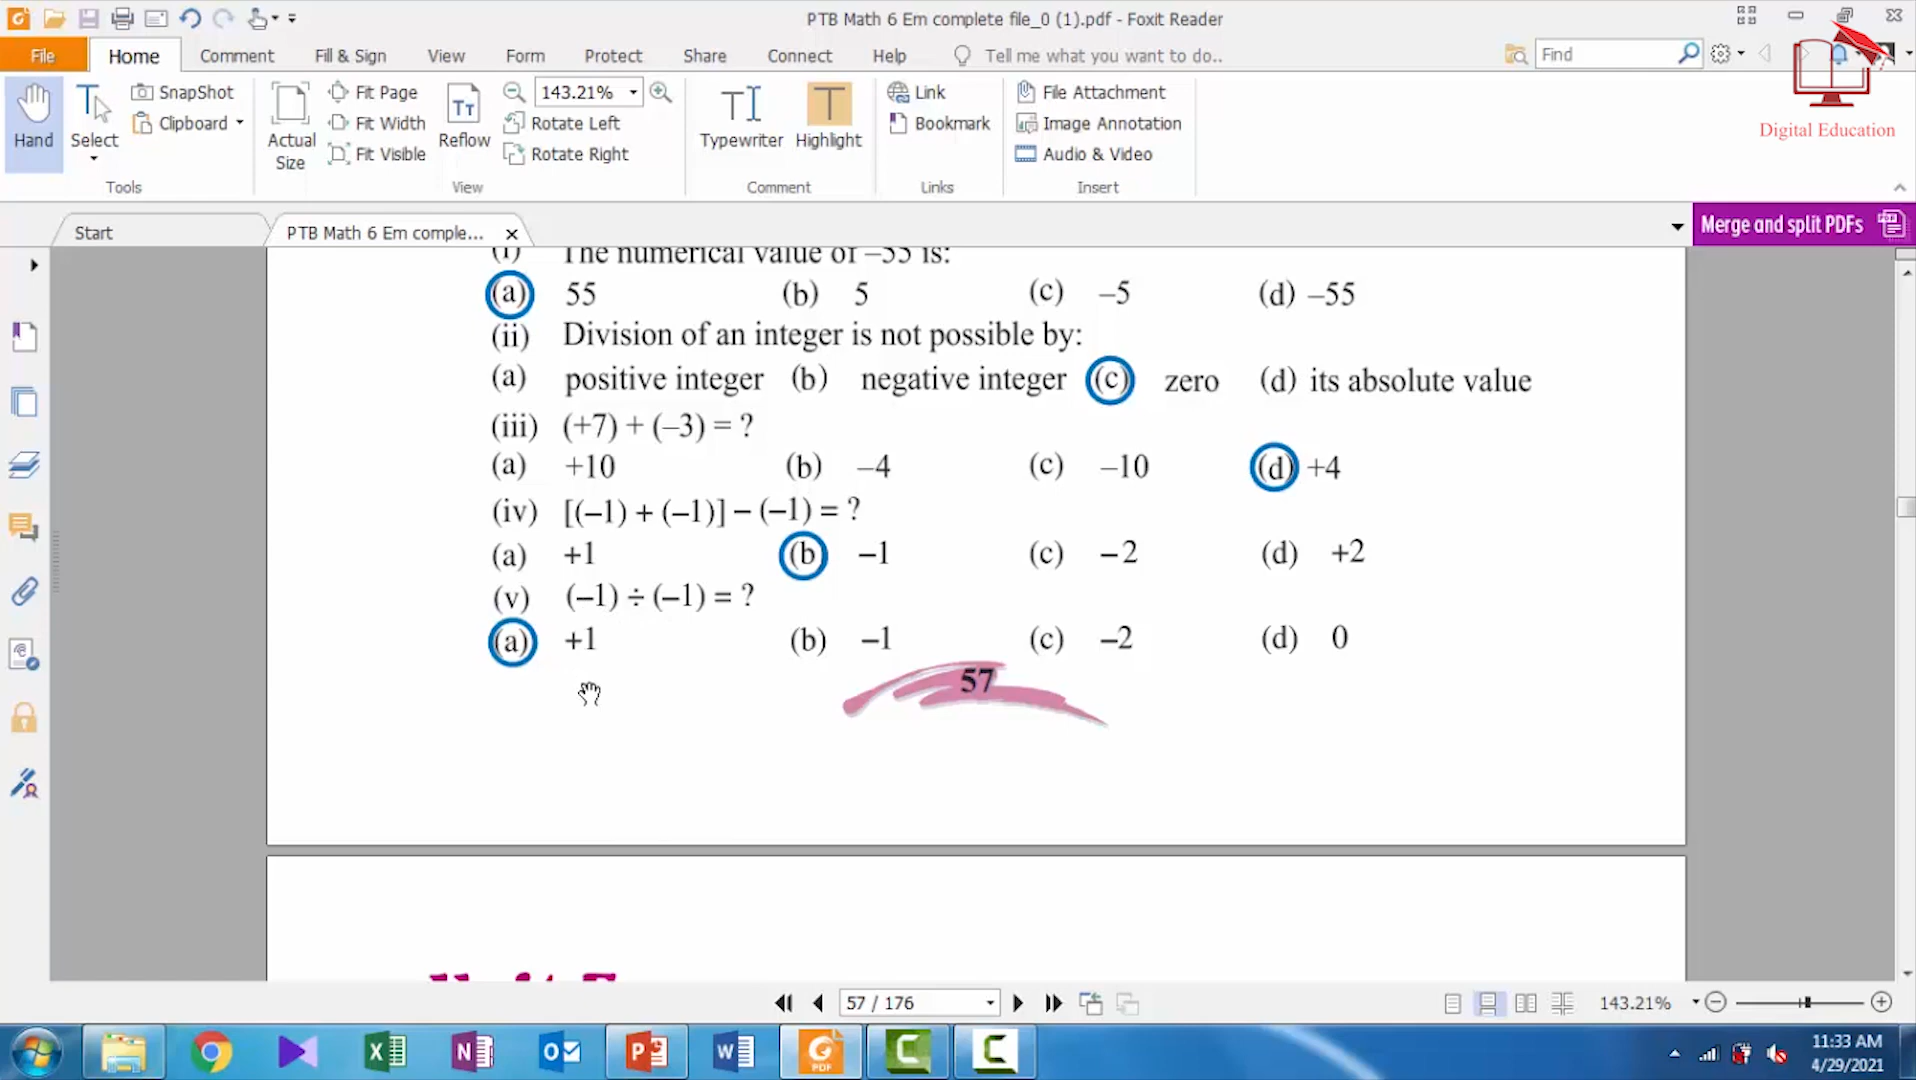 PTB Math 6 Em complete file_0 (1).pdf - Foxit Reader
File Home Comment Fill & Sign View Form Protect Share Connect Help Tell me what you want to do.. Find
Hand
Select
SnapShot
Clipboard
Tools
Actual Size
Fit Page
Fit Width
Fit Visible
Reflow
143.21%
Rotate Left
Rotate Right
View
Typewriter
Highlight
Comment
Link
Bookmark
Links
File Attachment
Image Annotation
Audio & Video
Insert
Digital Education
Start
PTB Math 6 Em comple...
Merge and split PDFs
(i) The numerical value of –55 is:
(a) 55 (b) 5 (c) –5 (d) –55
(ii) Division of an integer is not possible by:
(a) positive integer (b) negative integer (c) zero (d) its absolute value
(iii) (+7) + (–3) = ?
(a) +10 (b) –4 (c) –10 (d) +4
(iv) [(–1) + (–1)] – (–1) = ?
(a) +1 (b) –1 (c) –2 (d) +2
(v) (–1) ÷ (–1) = ?
(a) +1 (b) –1 (c) –2 (d) 0
57
57 / 176
143.21%
11:33 AM
4/29/2021